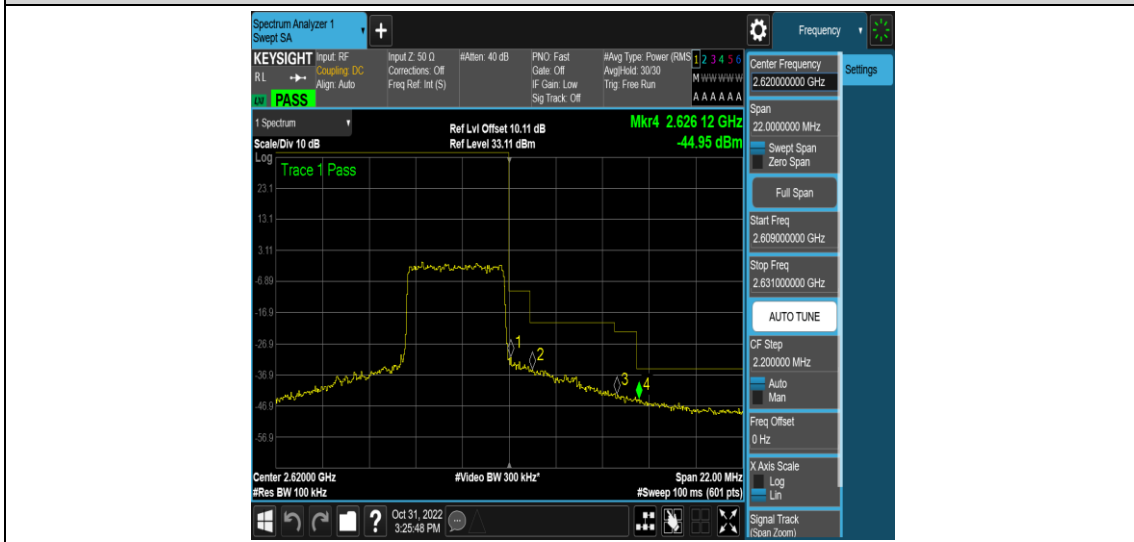 Spectrum Analyzer 1
Swept SA
Frequency
KEYSIGHT
RL
PASS
Input: RF
Coupling: DC
Align: Auto
Input Z: 50 Ω
Corrections: Off
Freq Ref: Int (S)
#Atten: 40 dB
PNO: Fast
Gate: Off
IF Gain: Low
Sig Track: Off
#Avg Type: Power (RMS
Avg|Hold: 30/30
Trig: Free Run
1 2 3 4 5 6
M W W W W W
A A A A A A
1 Spectrum
Scale/Div 10 dB
Ref Lvl Offset 10.11 dB
Ref Level 33.11 dBm
Mkr4 2.626 12 GHz
-44.95 dBm
Log
Trace 1 Pass
23.1
13.1
3.11
-6.89
-16.9
-26.9
-36.9
-46.9
-56.9
1
2
3
4
Center 2.62000 GHz
#Res BW 100 kHz
#Video BW 300 kHz*
Span 22.00 MHz
#Sweep 100 ms (601 pts)
Oct 31, 2022
3:25:48 PM
Center Frequency
2.620000000 GHz
Settings
Span
22.0000000 MHz
Swept Span
Zero Span
Full Span
Start Freq
2.609000000 GHz
Stop Freq
2.631000000 GHz
AUTO TUNE
CF Step
2.200000 MHz
Auto
Man
Freq Offset
0 Hz
X Axis Scale
Log
Lin
Signal Track
(Span Zoom)